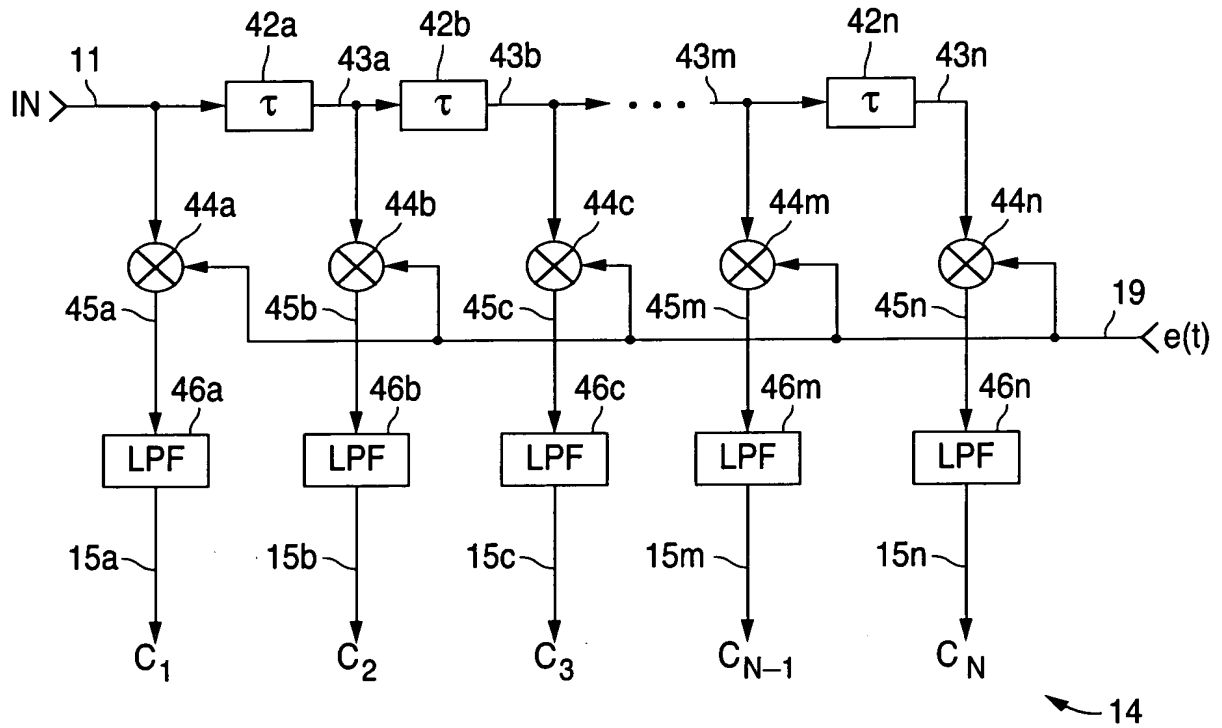 42a 42b 42n
11 43a 43b 43m 43n
IN τ τ • • • τ
44a 44b 44c 44m 44n
45a 45b 45c 45m 45n 19
e(t)
46a 46b 46c 46m 46n
LPF LPF LPF LPF LPF
15a 15b 15c 15m 15n
C1 C2 C3 CN–1 CN
14